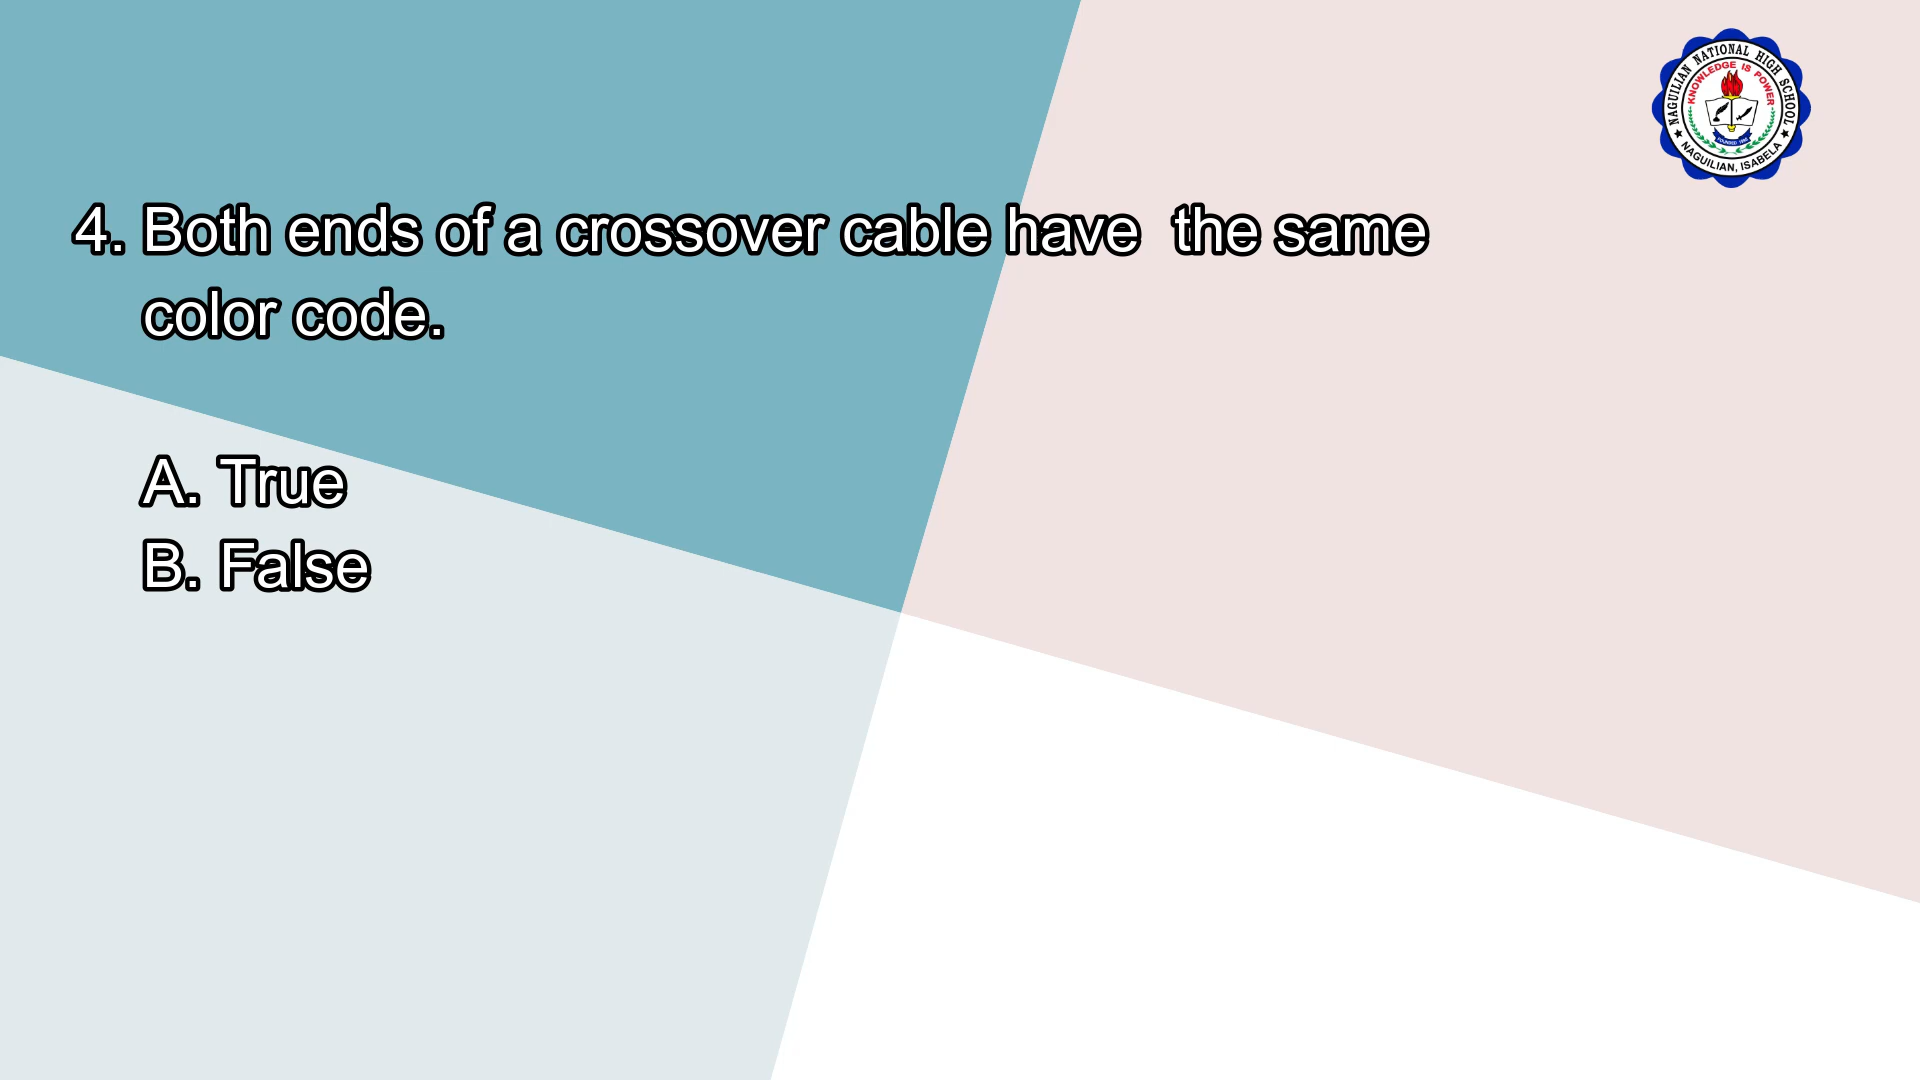 NAGUILIAN NATIONAL HIGH SCHOOL
KNOWLEDGE IS POWER
NAGUILIAN, ISABELA
4. Both ends of a crossover cable have the same
color code.
A. True
B. False